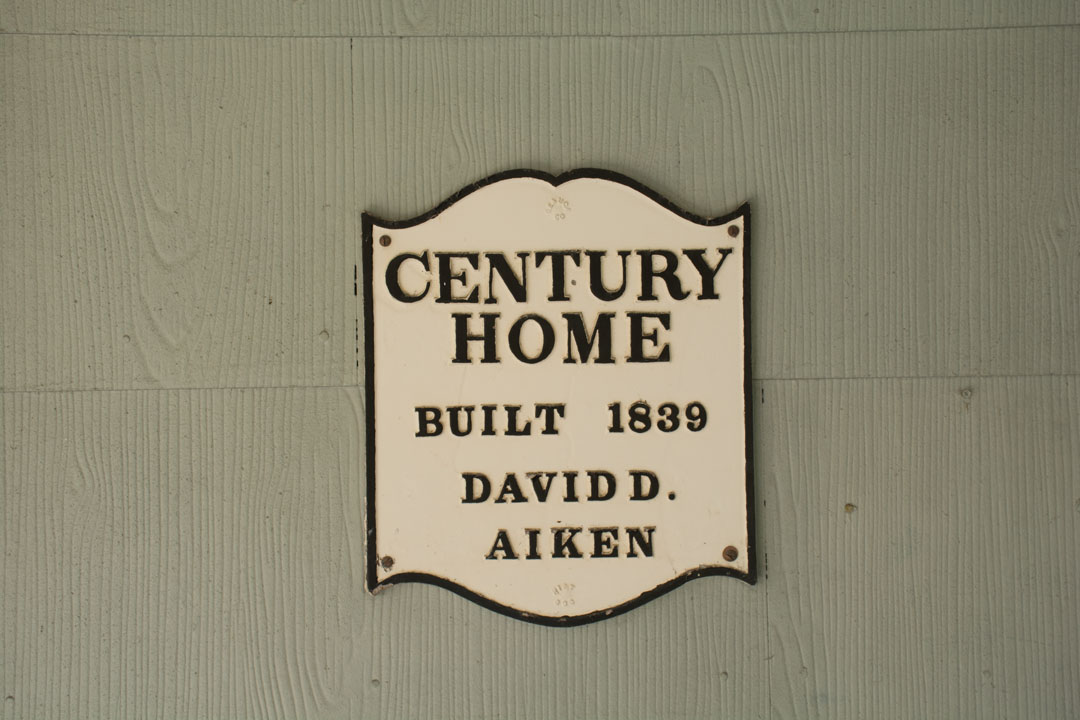 CENTURY
HOME
BUILT 1839
DAVID D.
AIKEN